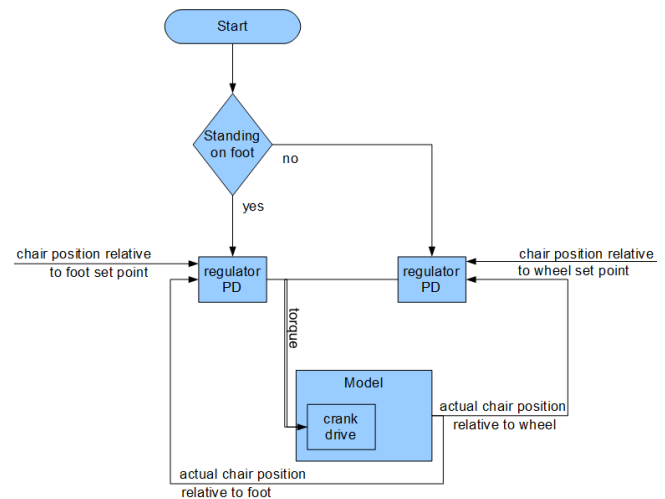 Start
Standing
on foot
no
yes
chair position relative
to foot set point
regulator
PD
regulator
PD
chair position relative
to wheel set point
torque
Model
crank
drive
actual chair position
relative to wheel
actual chair position
relative to foot